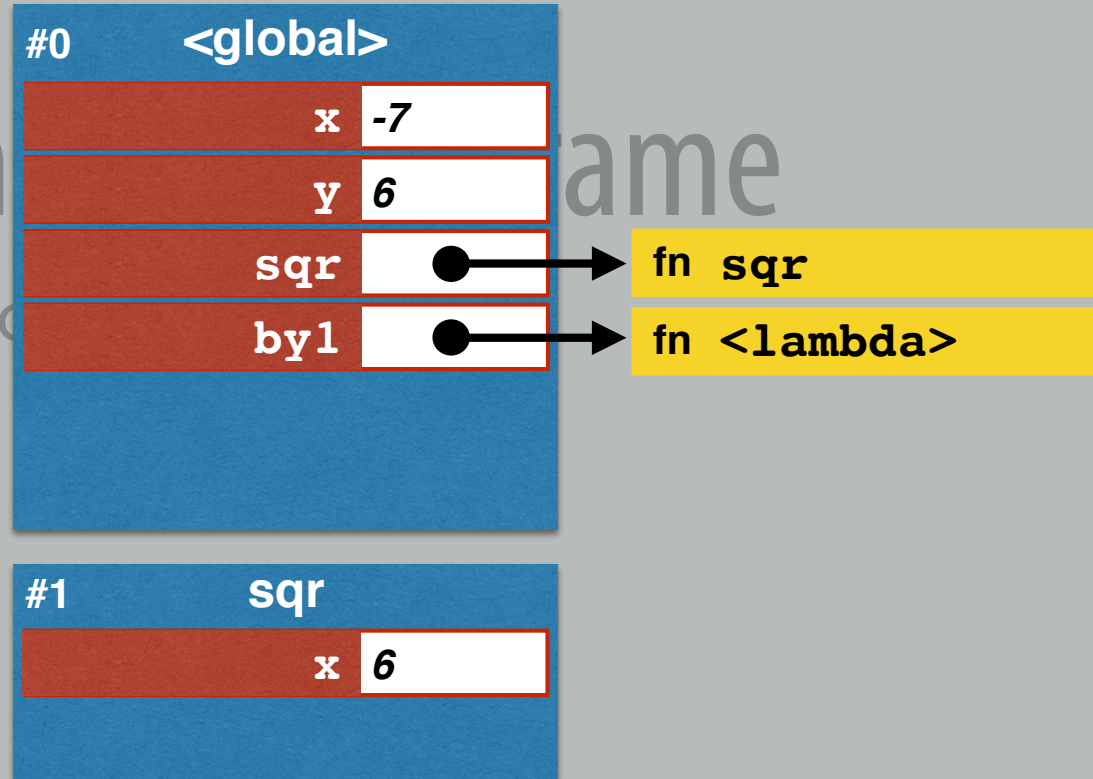 #0 <global>
x -7
y 6
sqr
fn sqr
by1
fn <lambda>
#1 sqr
x 6